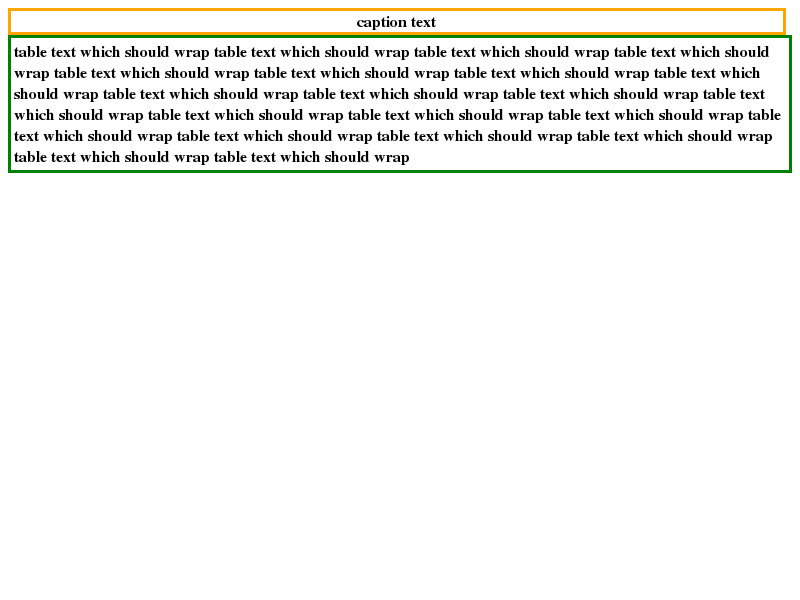 caption text
table text which should wrap table text which should wrap table text which should wrap table text which should
wrap table text which should wrap table text which should wrap table text which should wrap table text which
should wrap table text which should wrap table text which should wrap table text which should wrap table text
which should wrap table text which should wrap table text which should wrap table text which should wrap table
text which should wrap table text which should wrap table text which should wrap table text which should wrap
table text which should wrap table text which should wrap